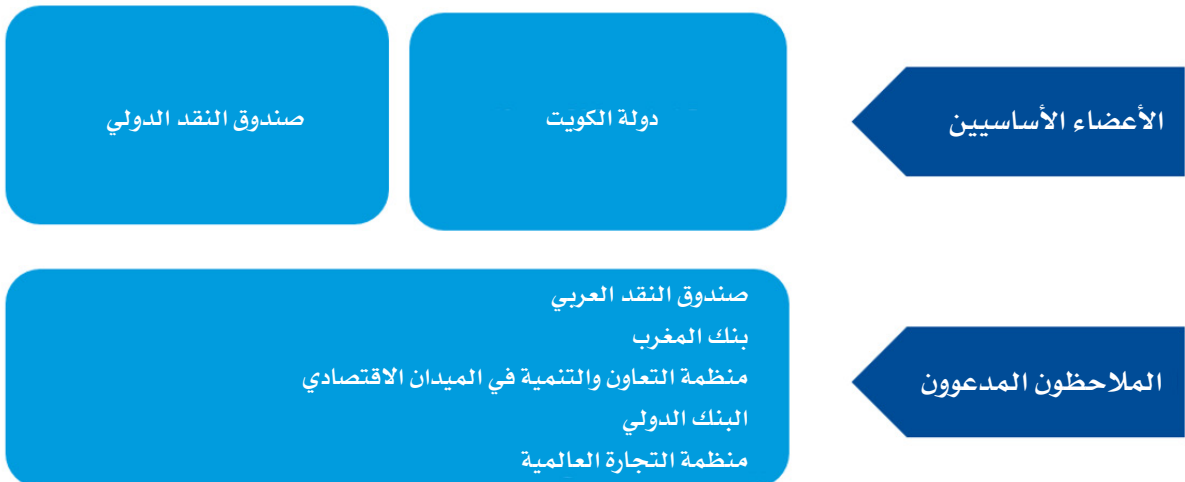 الأعضاء الأساسيين
دولة الكويت
صندوق النقد الدولي
الملاحظون المدعوون
صندوق النقد العربي
بنك المغرب
منظمة التعاون والتنمية في الميدان الاقتصادي
البنك الدولي
منظمة التجارة العالمية